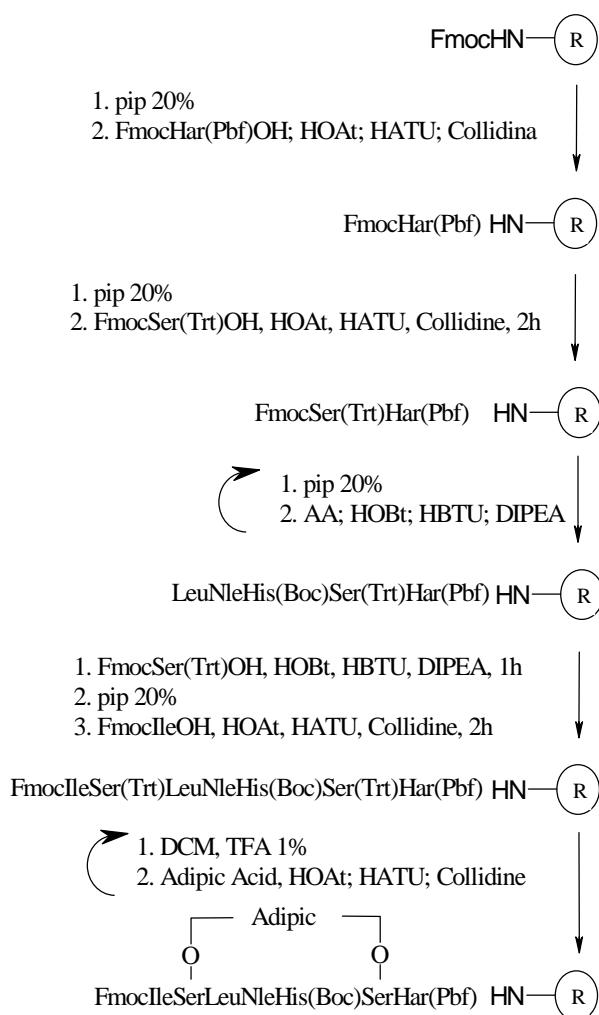 FmocHN R
1. pip 20%
2. FmocHar(Pbf)OH; HOAt; HATU; Collidina
FmocHar(Pbf) HN R
1. pip 20%
2. FmocSer(Trt)OH, HOAt, HATU, Collidine, 2h
FmocSer(Trt)Har(Pbf) HN R
1. pip 20%
2. AA; HOBt; HBTU; DIPEA
LeuNleHis(Boc)Ser(Trt)Har(Pbf) HN R
1. FmocSer(Trt)OH, HOBt, HBTU, DIPEA, 1h
2. pip 20%
3. FmocIleOH, HOAt, HATU, Collidine, 2h
FmocIleSer(Trt)LeuNleHis(Boc)Ser(Trt)Har(Pbf) HN R
1. DCM, TFA 1%
2. Adipic Acid, HOAt; HATU; Collidine
Adipic
O O
FmocIleSerLeuNleHis(Boc)SerHar(Pbf) HN R